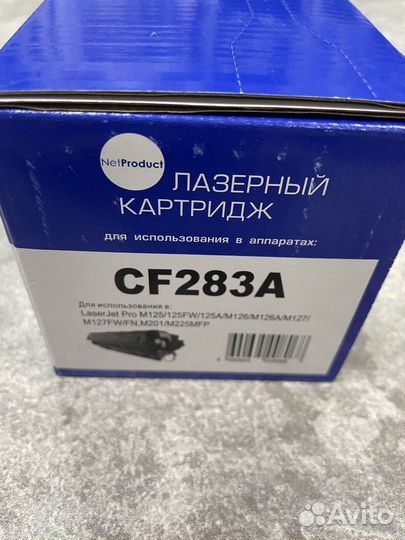 NetProduct
ЛАЗЕРНЫЙ
КАРТРИДЖ
для использования в аппаратах:
CF283A
Для использования в:
LaserJet Pro M125/125FW/125A/M126/M126A/M127/
M127FW/FN,M201/M225MFP
Avito